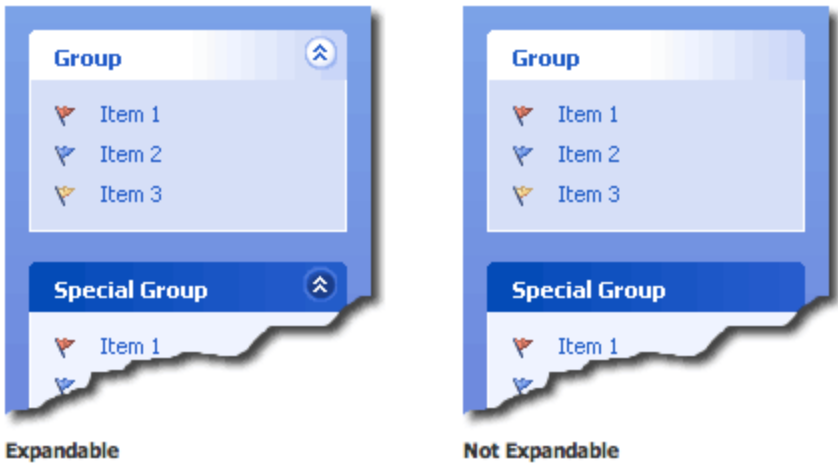 Group
Item 1
Item 2
Item 3
Special Group
Item 1
Expandable
Group
Item 1
Item 2
Item 3
Special Group
Item 1
Not Expandable